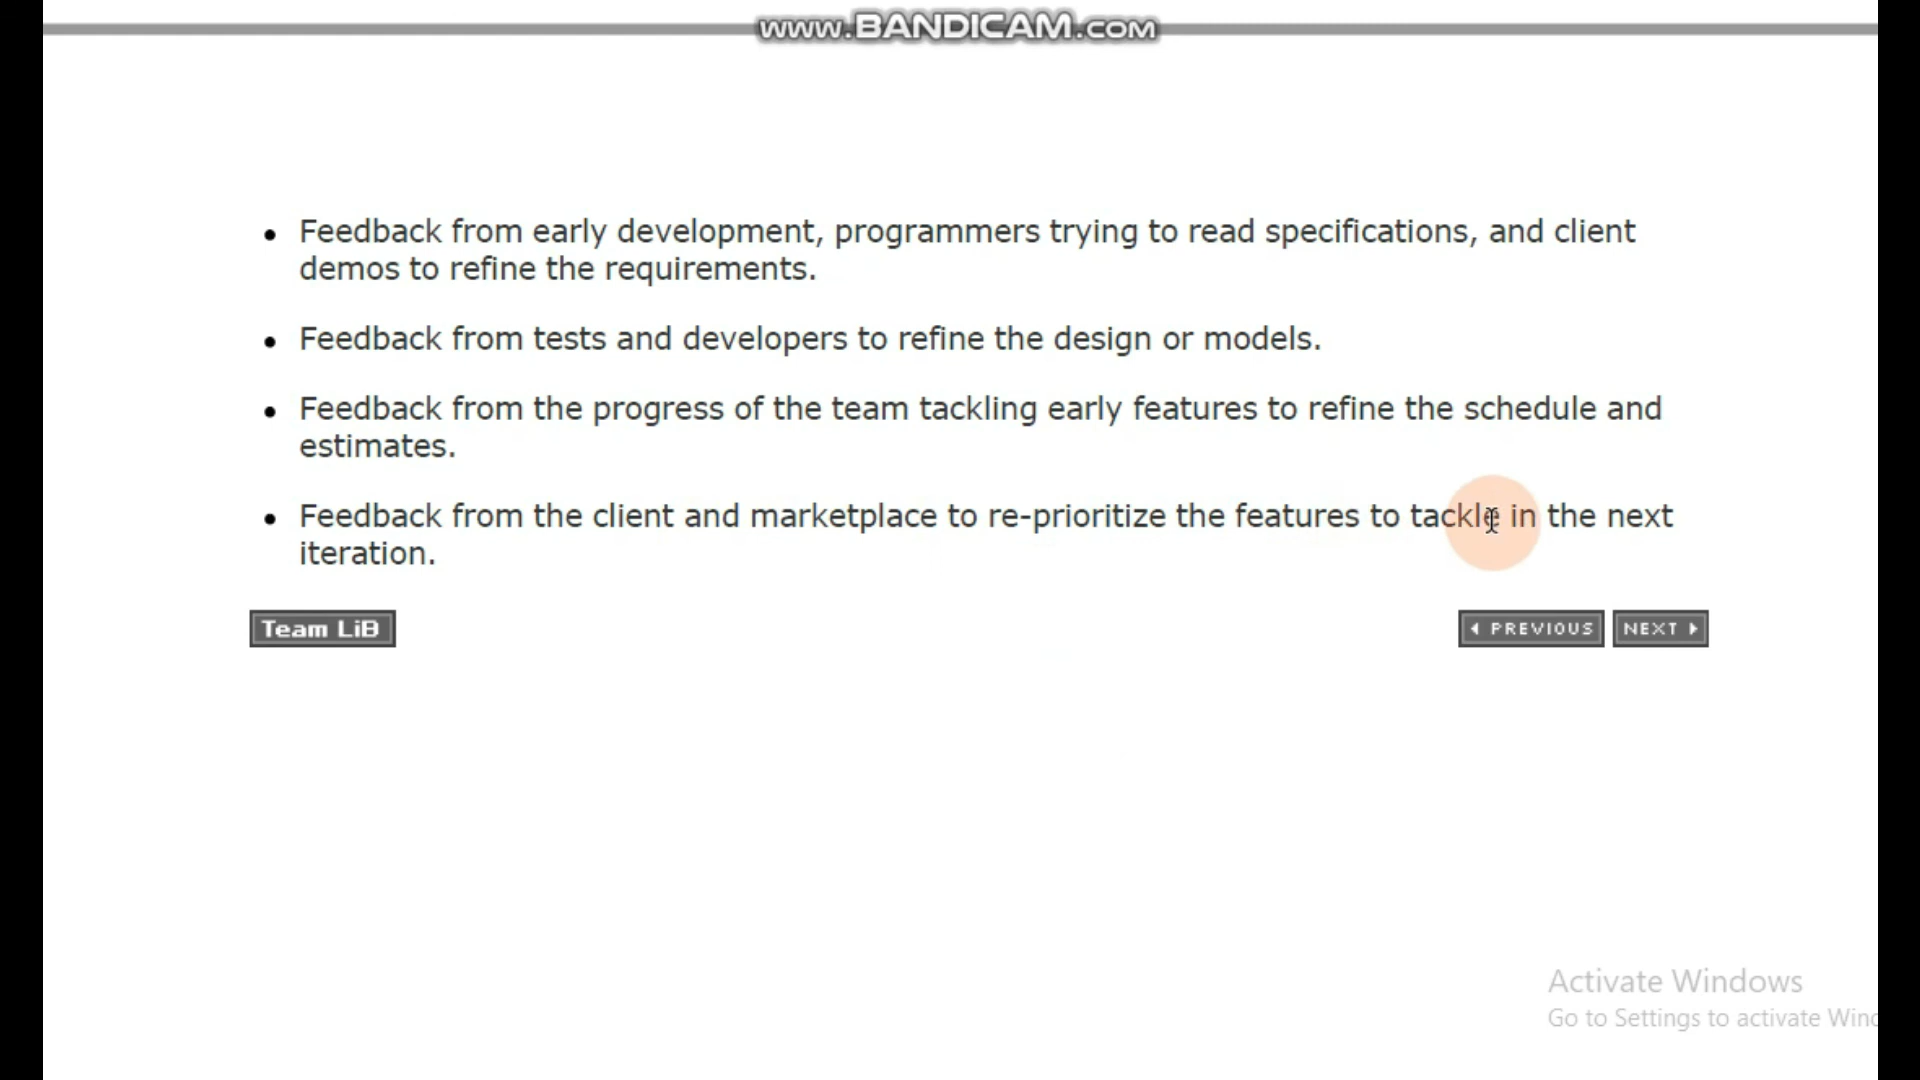 www.BANDICAM.com
Feedback from early development, programmers trying to read specifications, and client
demos to refine the requirements.
Feedback from tests and developers to refine the design or models.
Feedback from the progress of the team tackling early features to refine the schedule and
estimates.
Feedback from the client and marketplace to re-prioritize the features to tackle in the next
iteration.
Team LiB
PREVIOUS NEXT
Activate Windows
Go to Settings to activate Wind